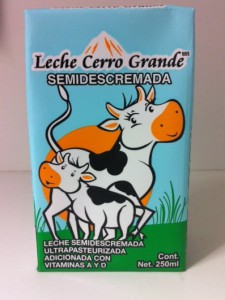 Leche Cerro Grande
SEMIDESCREMADA
LECHE SEMIDESCREMADA
ULTRAPASTEURIZADA
ADICIONADA CON
VITAMINAS A Y D
Cont.
Net. 250ml